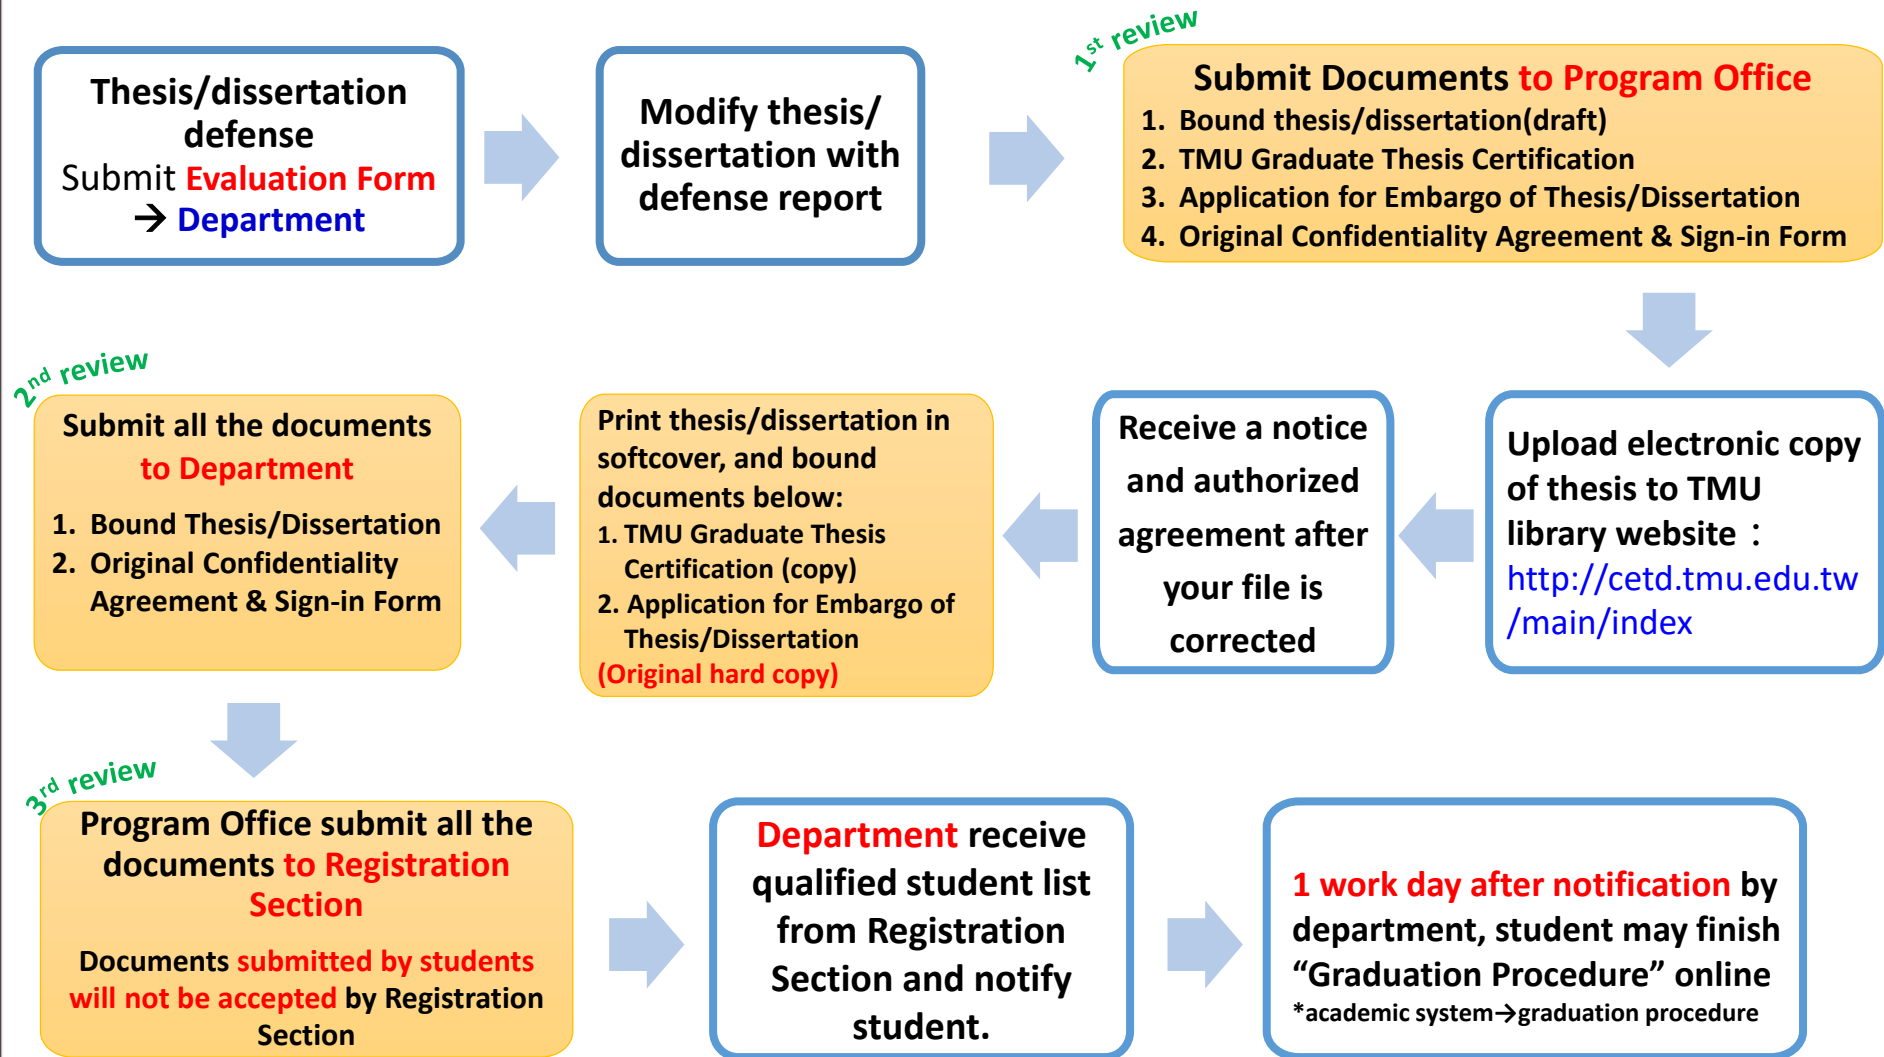 Thesis/dissertation
defense
Submit Evaluation Form
→ Department
Modify thesis/
dissertation with
defense report
1st review
Submit Documents to Program Office
1. Bound thesis/dissertation(draft)
2. TMU Graduate Thesis Certification
3. Application for Embargo of Thesis/Dissertation
4. Original Confidentiality Agreement & Sign-in Form
Upload electronic copy
of thesis to TMU
library website：
http://cetd.tmu.edu.tw
/main/index
Receive a notice
and authorized
agreement after
your file is
corrected
Print thesis/dissertation in
softcover, and bound
documents below:
1. TMU Graduate Thesis
Certification (copy)
2. Application for Embargo of
Thesis/Dissertation
(Original hard copy)
2nd review
Submit all the documents
to Department
1. Bound Thesis/Dissertation
2. Original Confidentiality
Agreement & Sign-in Form
3rd review
Program Office submit all the
documents to Registration
Section
Documents submitted by students
will not be accepted by Registration
Section
Department receive
qualified student list
from Registration
Section and notify
student.
1 work day after notification by
department, student may finish
“Graduation Procedure” online
*academic system→graduation procedure